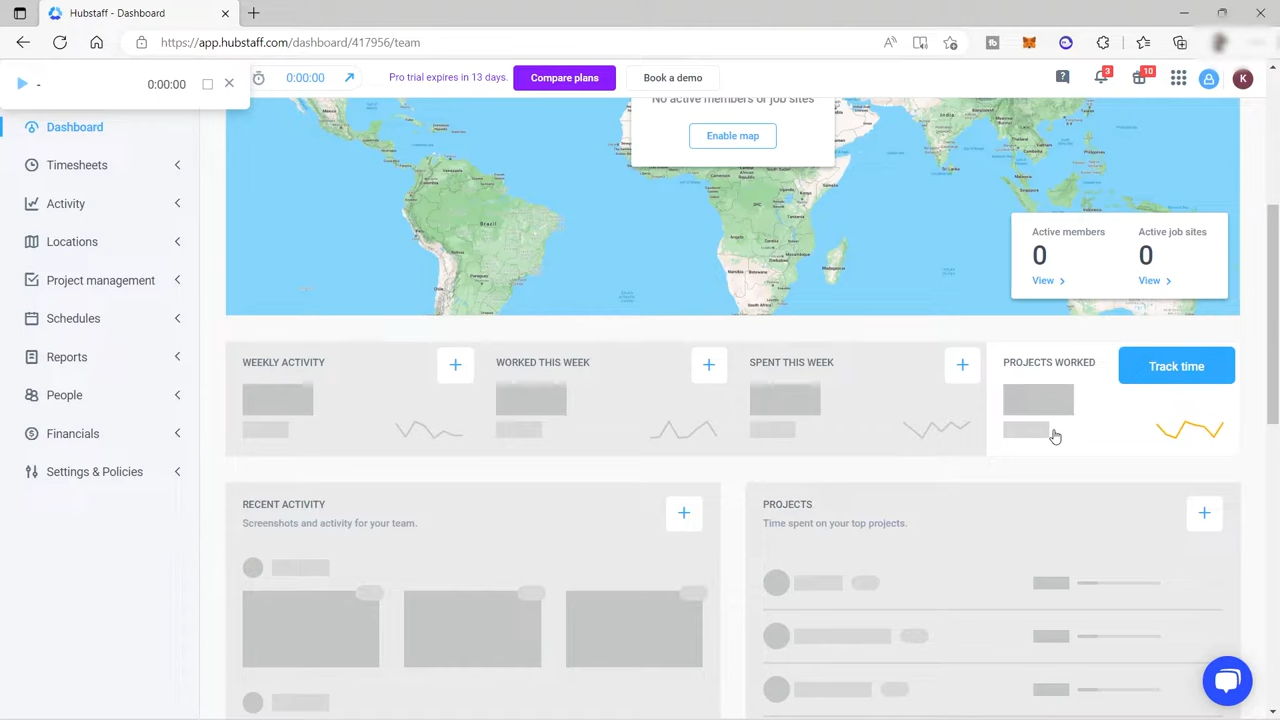 Hubstaff - Dashboard
https://app.hubstaff.com/dashboard/417956/team
-
0:00:00
0:00:00
Pro trial expires in 13 days.
Compare plans
Book a demo
?
3
10
K
No active members or job sites
Enable map
Brazil
India
Active members
Active job sites
0
0
View
View
Dashboard
Timesheets
Activity
Locations
Project management
Schedules
Reports
People
Financials
Settings & Policies
WEEKLY ACTIVITY
WORKED THIS WEEK
SPENT THIS WEEK
PROJECTS WORKED
Track time
RECENT ACTIVITY
Screenshots and activity for your team.
PROJECTS
Time spent on your top projects.